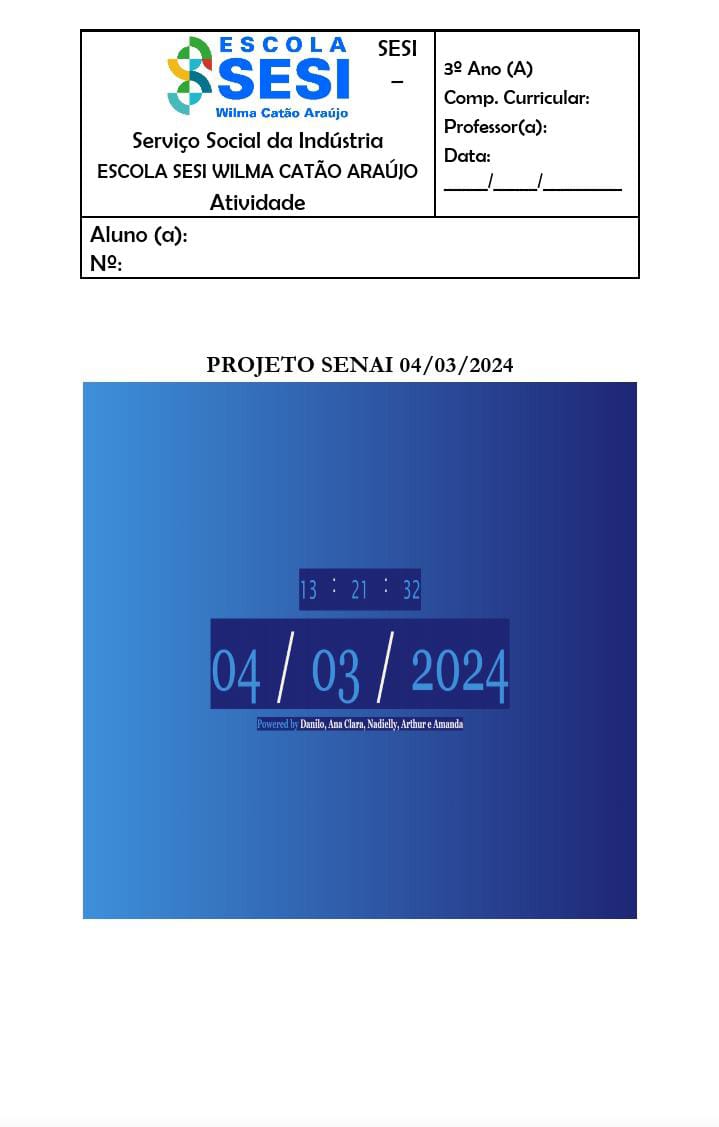 ESCOLA
SESI
Wilma Catão Araújo
SESI
–
Serviço Social da Indústria
ESCOLA SESI WILMA CATÃO ARAÚJO
Atividade
3º Ano (A)
Comp. Curricular:
Professor(a):
Data:
____/____/_______
Aluno (a):
Nº:
PROJETO SENAI 04/03/2024
13 : 21 : 32
04 / 03 / 2024
Powered by Danilo, Ana Clara, Nadielly, Arthur e Amanda